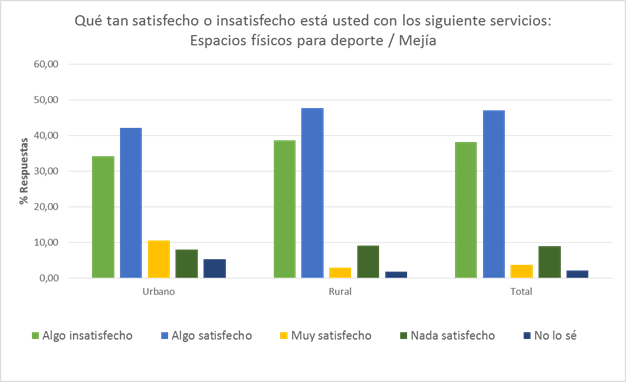 Qué tan satisfecho o insatisfecho está usted con los siguiente servicios:
Espacios físicos para deporte / Mejía
60,00
50,00
40,00
30,00
20,00
10,00
0,00
% Respuestas
Urbano Rural Total
Algo insatisfecho Algo satisfecho Muy satisfecho Nada satisfecho No lo sé